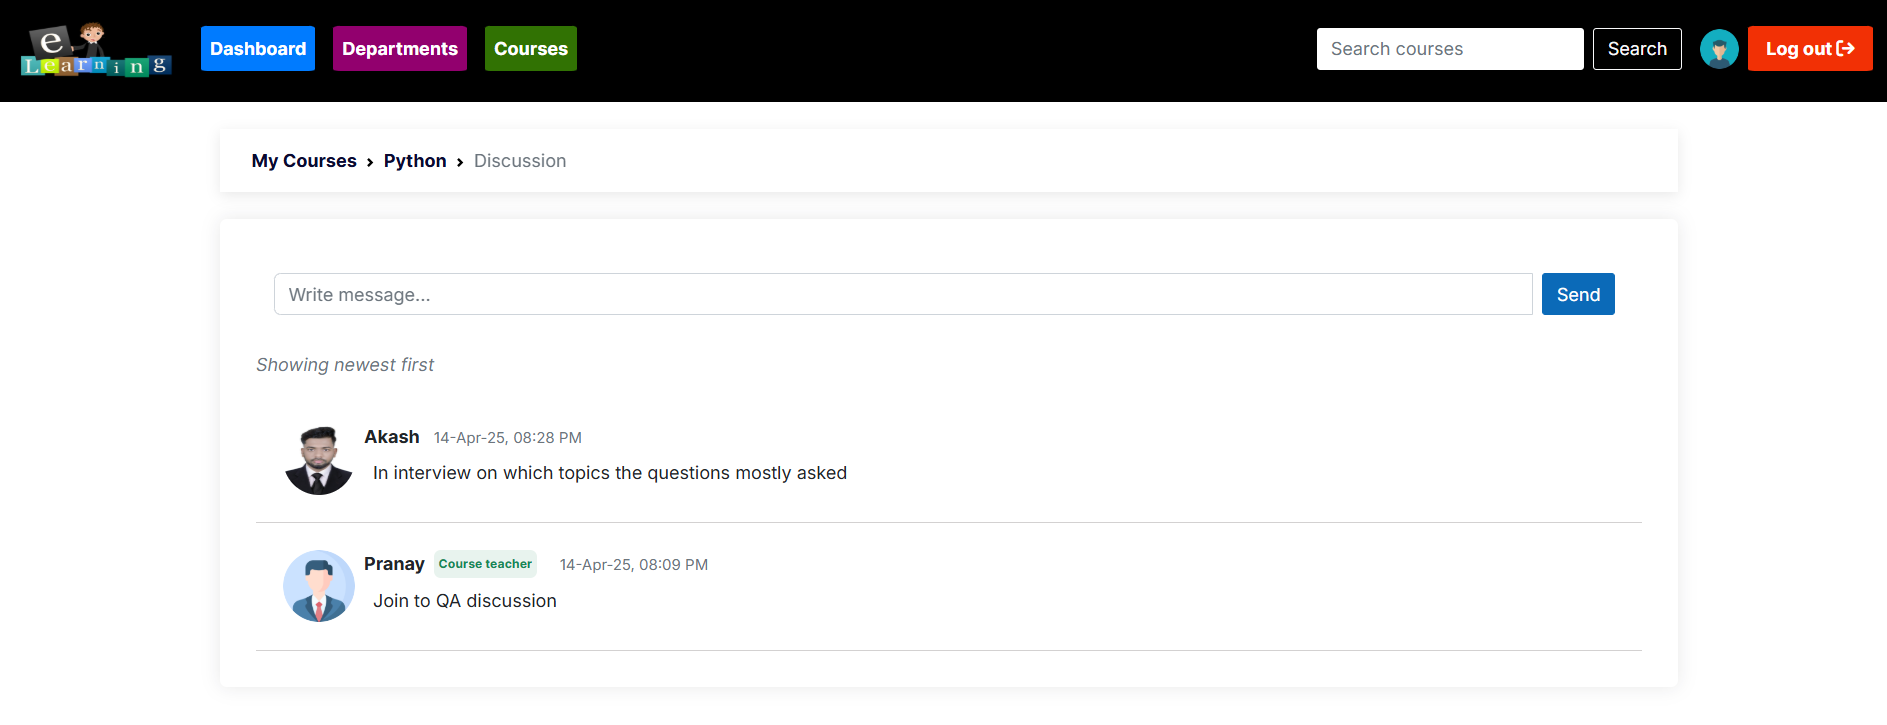 e
Learning
Dashboard Departments Courses Search courses Search Log out
My Courses › Python › Discussion
Write message... Send
Showing newest first
Akash 14-Apr-25, 08:28 PM
In interview on which topics the questions mostly asked
Pranay Course teacher 14-Apr-25, 08:09 PM
Join to QA discussion